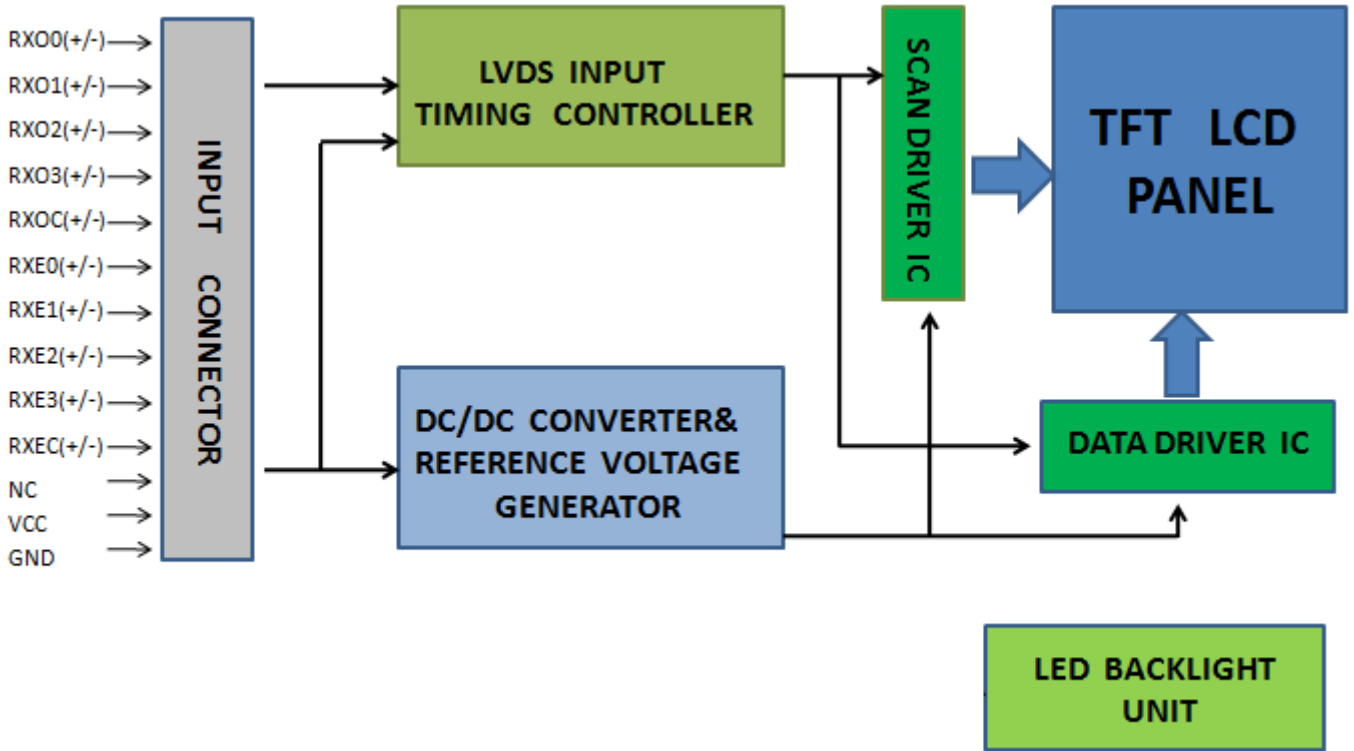 RXO0(+/-)
RXO1(+/-)
RXO2(+/-)
RXO3(+/-)
RXOC(+/-)
RXE0(+/-)
RXE1(+/-)
RXE2(+/-)
RXE3(+/-)
RXEC(+/-)
NC
VCC
GND
INPUT CONNECTOR
LVDS INPUT
TIMING CONTROLLER
DC/DC CONVERTER&
REFERENCE VOLTAGE
GENERATOR
SCAN DRIVER IC
TFT LCD
PANEL
DATA DRIVER IC
LED BACKLIGHT
UNIT